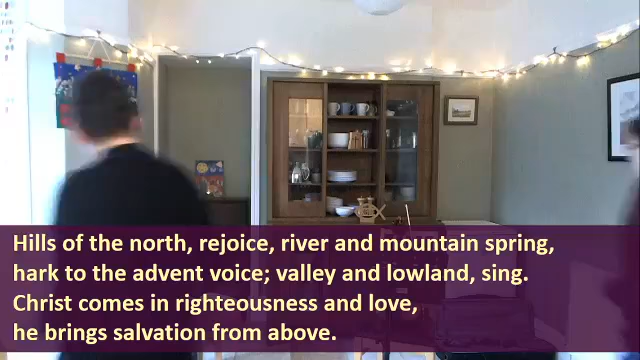 Hills of the north, rejoice, river and mountain spring,
hark to the advent voice; valley and lowland, sing.
Christ comes in righteousness and love,
he brings salvation from above.